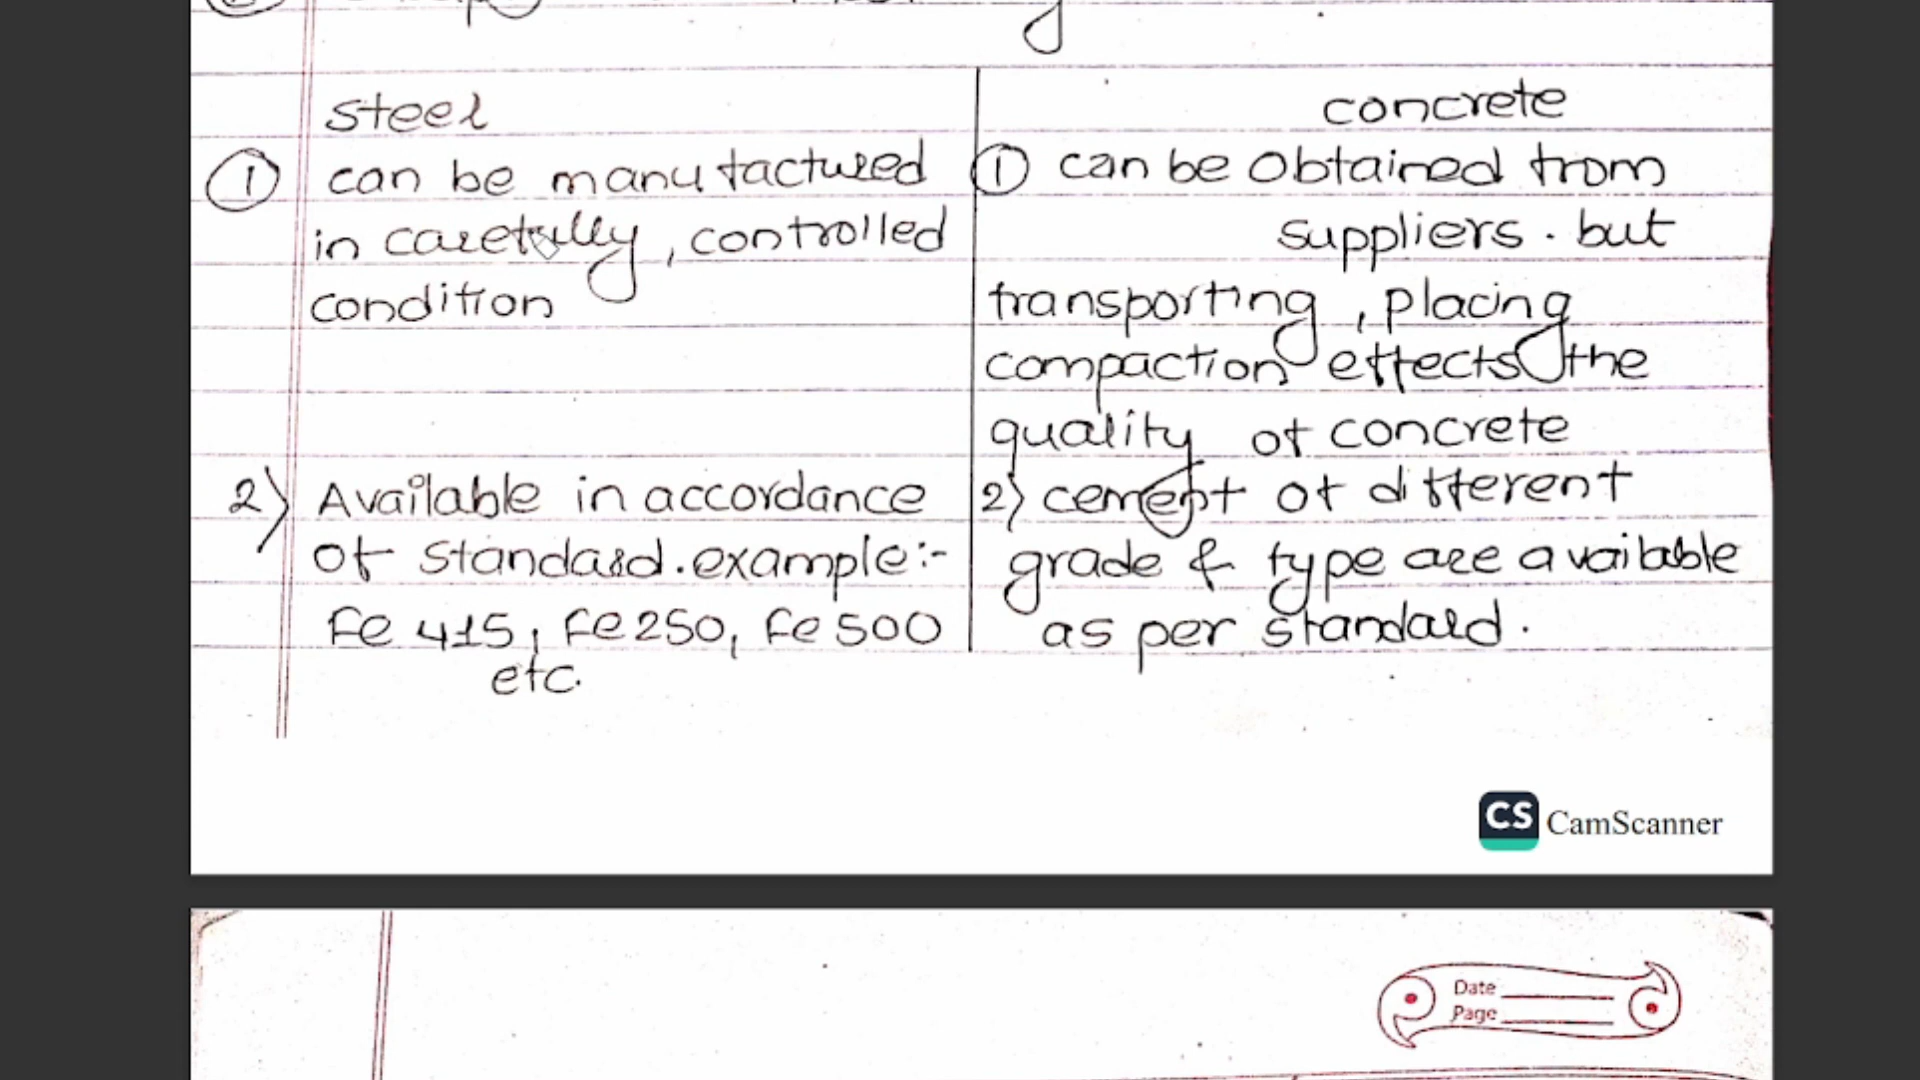 steel
concrete
① can be manufactured
in carefully, controlled
condition
① can be obtained from
suppliers. but
transporting, placing
compaction effects the
quality of concrete
2) Available in accordance
of standard. example:-
Fe 415, Fe 250, Fe 500
etc.
2) cement of different
grade & type are available
as per standard.
CS CamScanner
Date
Page